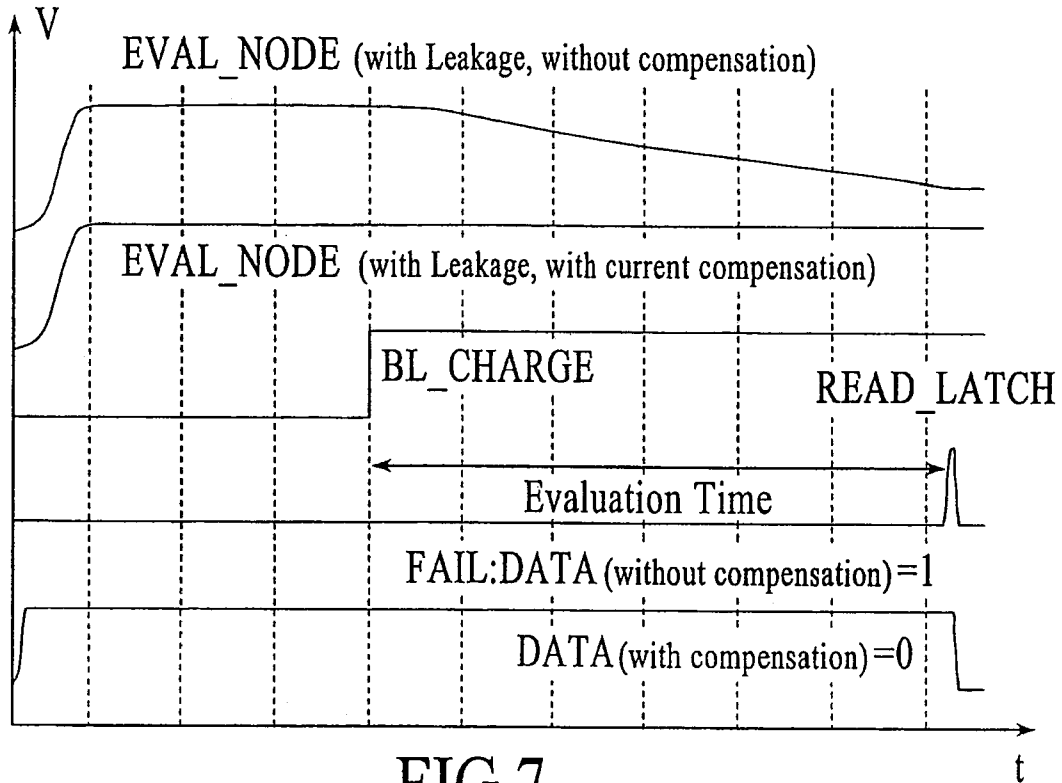 V
EVAL_NODE (with Leakage, without compensation)
EVAL_NODE (with Leakage, with current compensation)
BL_CHARGE
READ_LATCH
Evaluation Time
FAIL:DATA (without compensation)=1
DATA (with compensation)=0
t
FIG.7